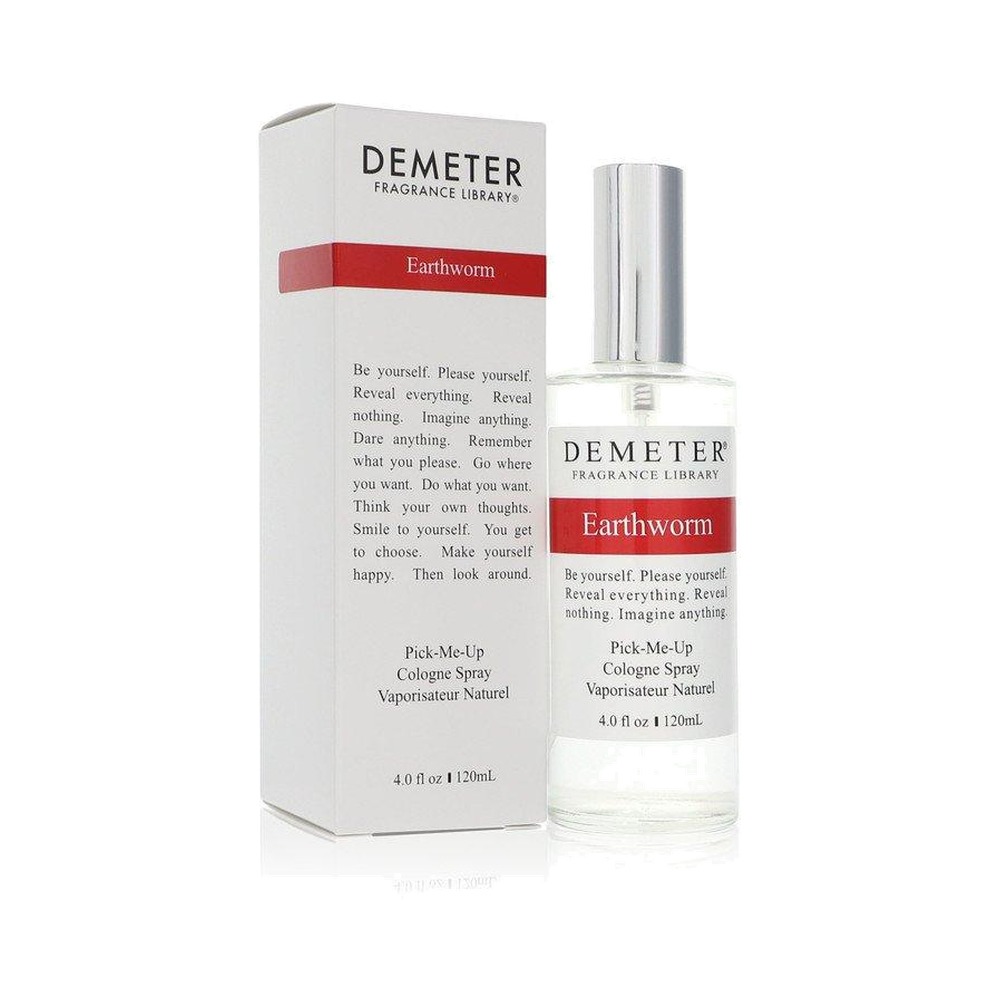 DEMETER
FRAGRANCE LIBRARY®
Earthworm
Be yourself. Please yourself.
Reveal everything. Reveal
nothing. Imagine anything.
Dare anything. Remember
what you please. Go where
you want. Do what you want.
Think your own thoughts.
Smile to yourself. You get
to choose. Make yourself
happy. Then look around.
Pick-Me-Up
Cologne Spray
Vaporisateur Naturel
4.0 fl oz ❙ 120mL
DEMETER®
FRAGRANCE LIBRARY
Earthworm
Be yourself. Please yourself.
Reveal everything. Reveal
nothing. Imagine anything.
Pick-Me-Up
Cologne Spray
Vaporisateur Naturel
4.0 fl oz ❙ 120mL